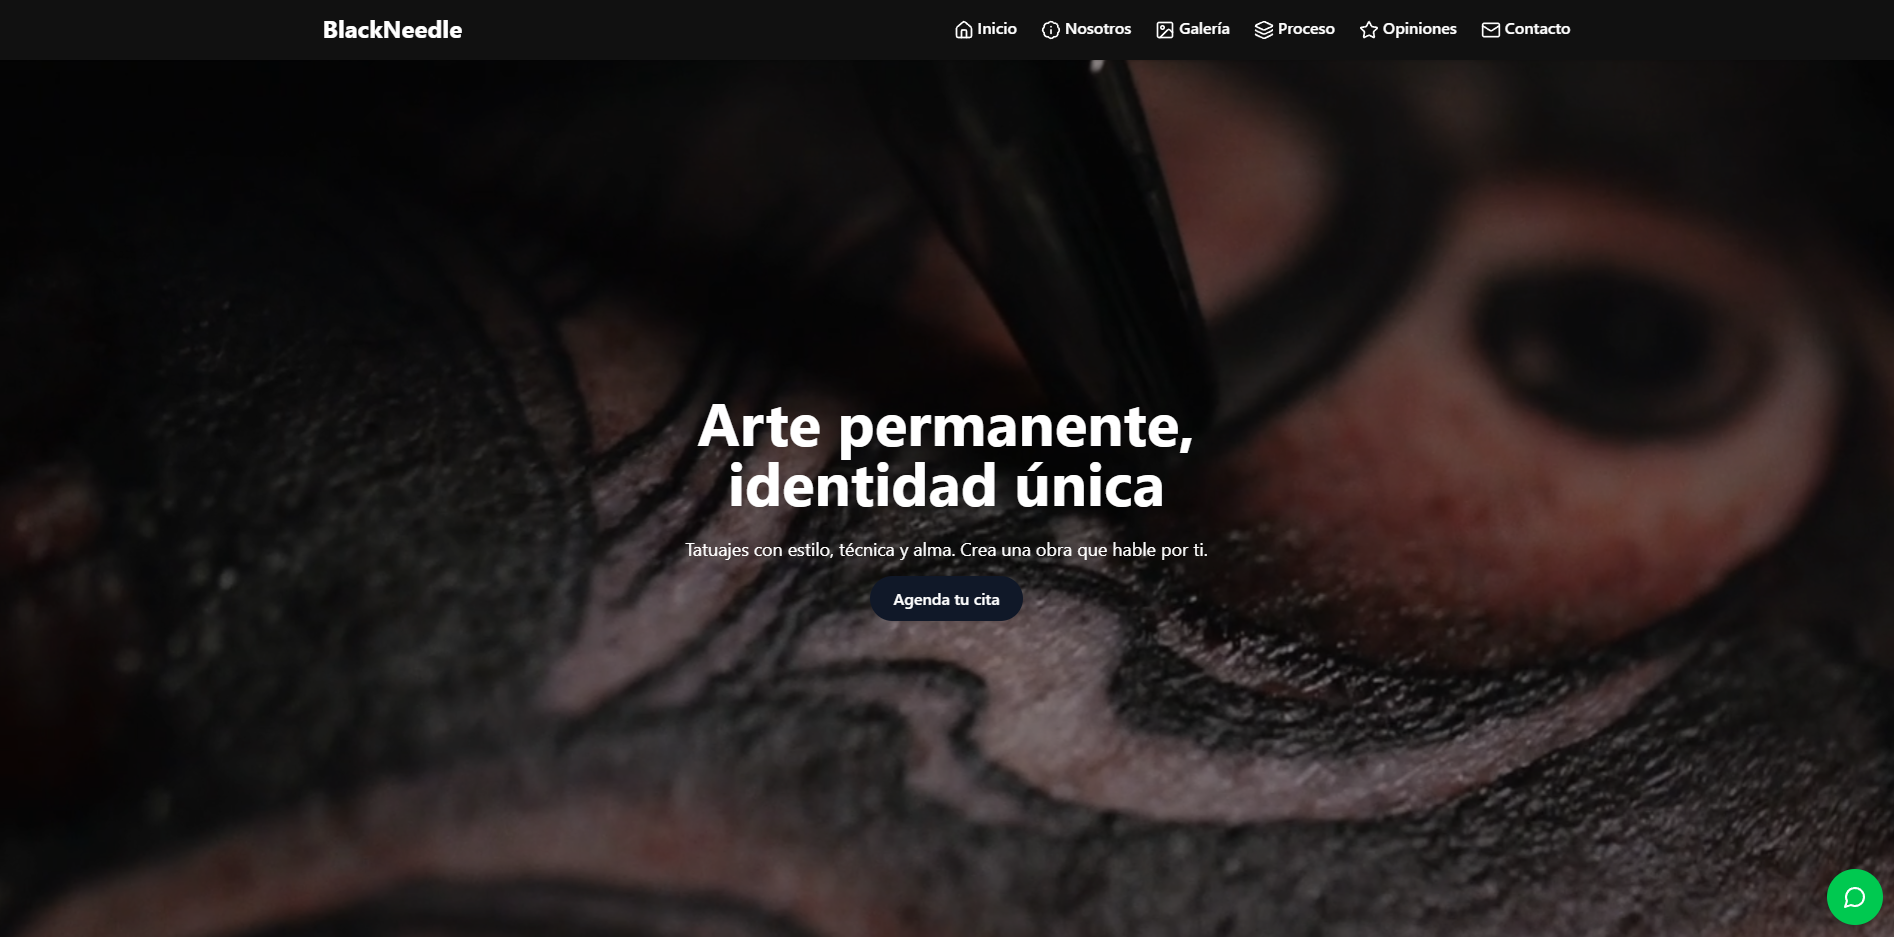 BlackNeedle
Inicio Nosotros Galería Proceso Opiniones Contacto
Arte permanente,
identidad única
Tatuajes con estilo, técnica y alma. Crea una obra que hable por ti.
Agenda tu cita